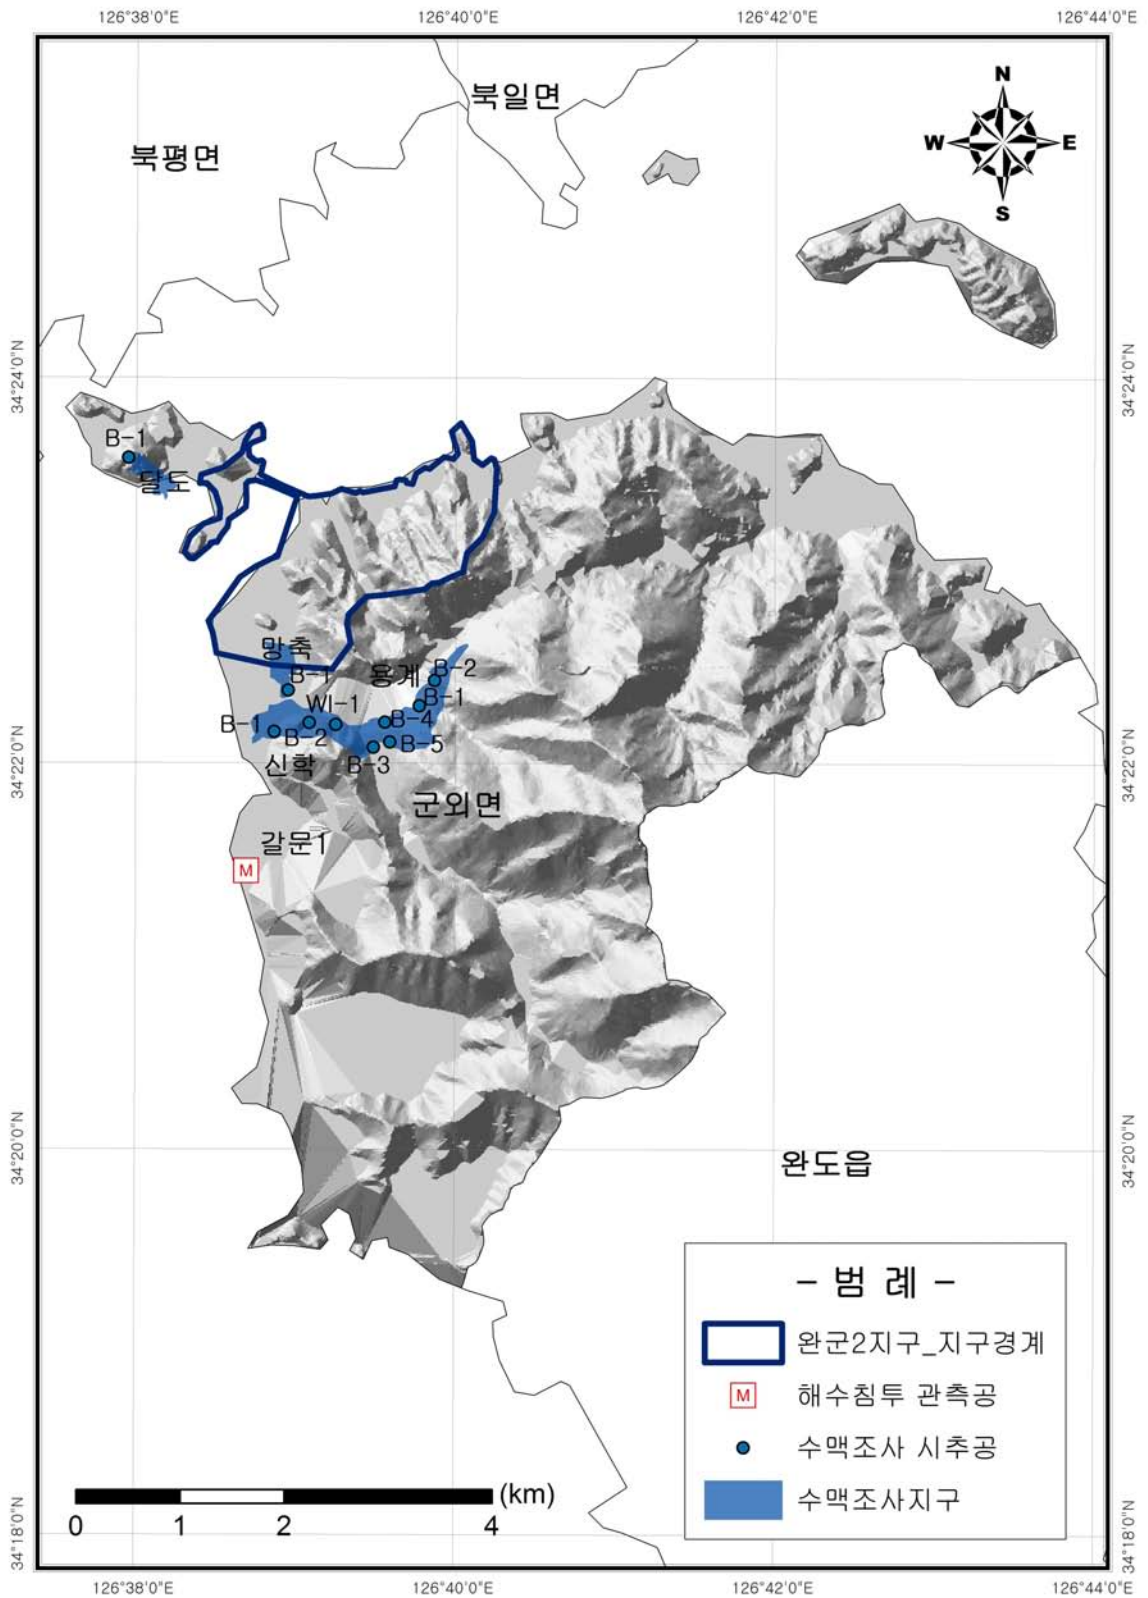 126°38'0"E 126°40'0"E 126°42'0"E 126°44'0"E
북일면
북평면
N
W E
S
34°24'0"N 34°24'0"N
B-1
달도
망축
용계 B-2
B-1
B-1
WI-1
B-4
B-1
B-2
B-5
신학
B-3
34°22'0"N 34°22'0"N
군외면
갈문1
M
34°20'0"N 34°20'0"N
완도읍
- 범 례 -
완군2지구_지구경계
M 해수침투 관측공
수맥조사 시추공
수맥조사지구
(km)
0 1 2 4
34°18'0"N 34°18'0"N
126°38'0"E 126°40'0"E 126°42'0"E 126°44'0"E